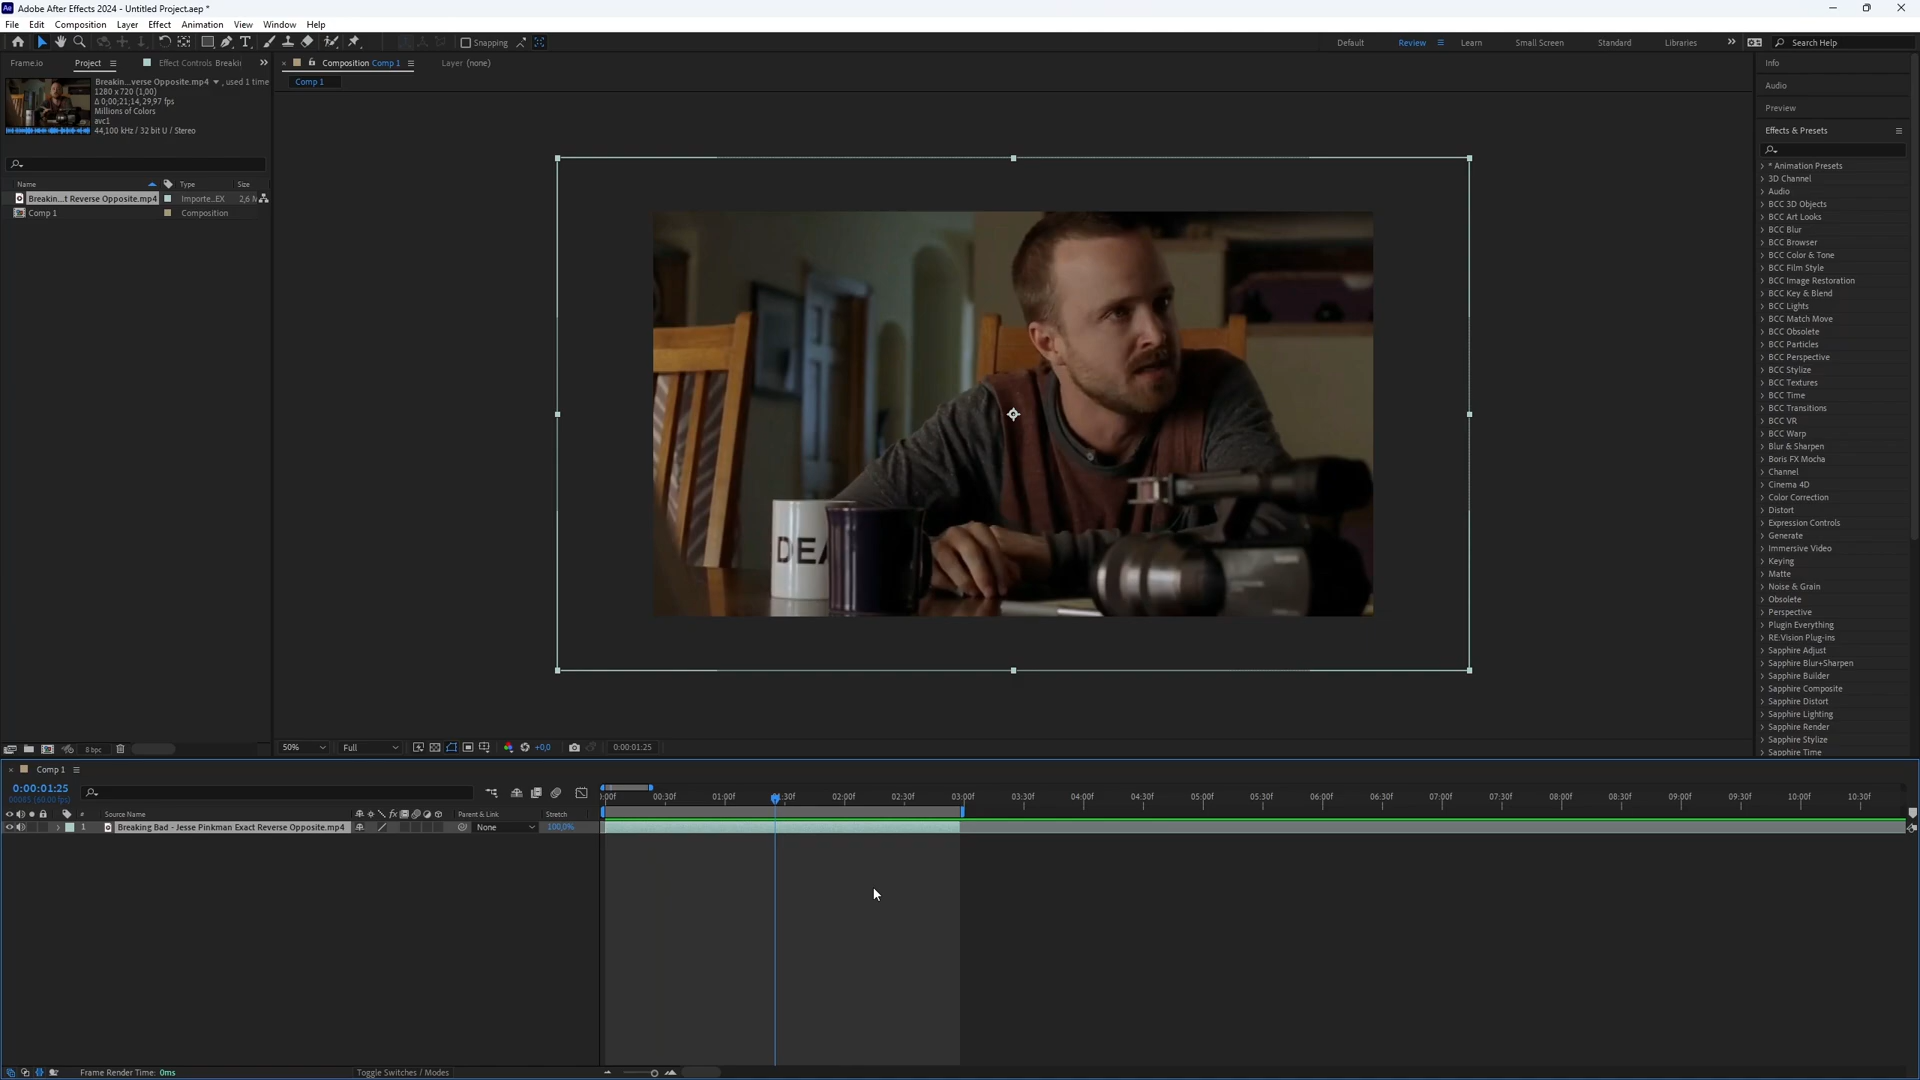 Adobe After Effects 2024 - Untitled Project.aep *
File Edit Composition Layer Effect Animation View Window Help
Snapping
Default Review Learn Small Screen Standard Libraries Search Help
Frame.io Project Effect Controls Breakin
Composition Comp 1 Layer (none)
Comp 1
Breakin...verse Opposite.mp4 , used 1 time
1280 x 720 (1,00)
Δ 0;00;21;14, 29,97 fps
Millions of Colors
avc1
44,100 kHz / 32 bit U / Stereo
Name Type Size
Breakin...t Reverse Opposite.mp4 Importe...EX 2,6 M
Comp 1 Composition
Info
Audio
Preview
Effects & Presets
* Animation Presets
3D Channel
Audio
BCC 3D Objects
BCC Art Looks
BCC Blur
BCC Browser
BCC Color & Tone
BCC Film Style
BCC Image Restoration
BCC Key & Blend
BCC Lights
BCC Match Move
BCC Obsolete
BCC Particles
BCC Perspective
BCC Stylize
BCC Textures
BCC Time
BCC Transitions
BCC VR
BCC Warp
Blur & Sharpen
Boris FX Mocha
Channel
Cinema 4D
Color Correction
Distort
Expression Controls
Generate
Immersive Video
Keying
Matte
Noise & Grain
Obsolete
Perspective
Plugin Everything
RE:Vision Plug-ins
Sapphire Adjust
Sapphire Blur+Sharpen
Sapphire Builder
Sapphire Composite
Sapphire Distort
Sapphire Lighting
Sapphire Render
Sapphire Stylize
Sapphire Time
DEA
8 bpc
50% Full +0,0 0:00:01:25
Comp 1
0:00:01:25
00085 (60.00 fps)
:00f 00:30f 01:00f :30f 02:00f 02:30f 03:00f 03:30f 04:00f 04:30f 05:00f 05:30f 06:00f 06:30f 07:00f 07:30f 08:00f 08:30f 09:00f 09:30f 10:00f 10:30f
# Source Name fx Parent & Link Stretch
1 Breaking Bad - Jesse Pinkman Exact Reverse Opposite.mp4 None 100,0%
Frame Render Time: 0ms Toggle Switches / Modes